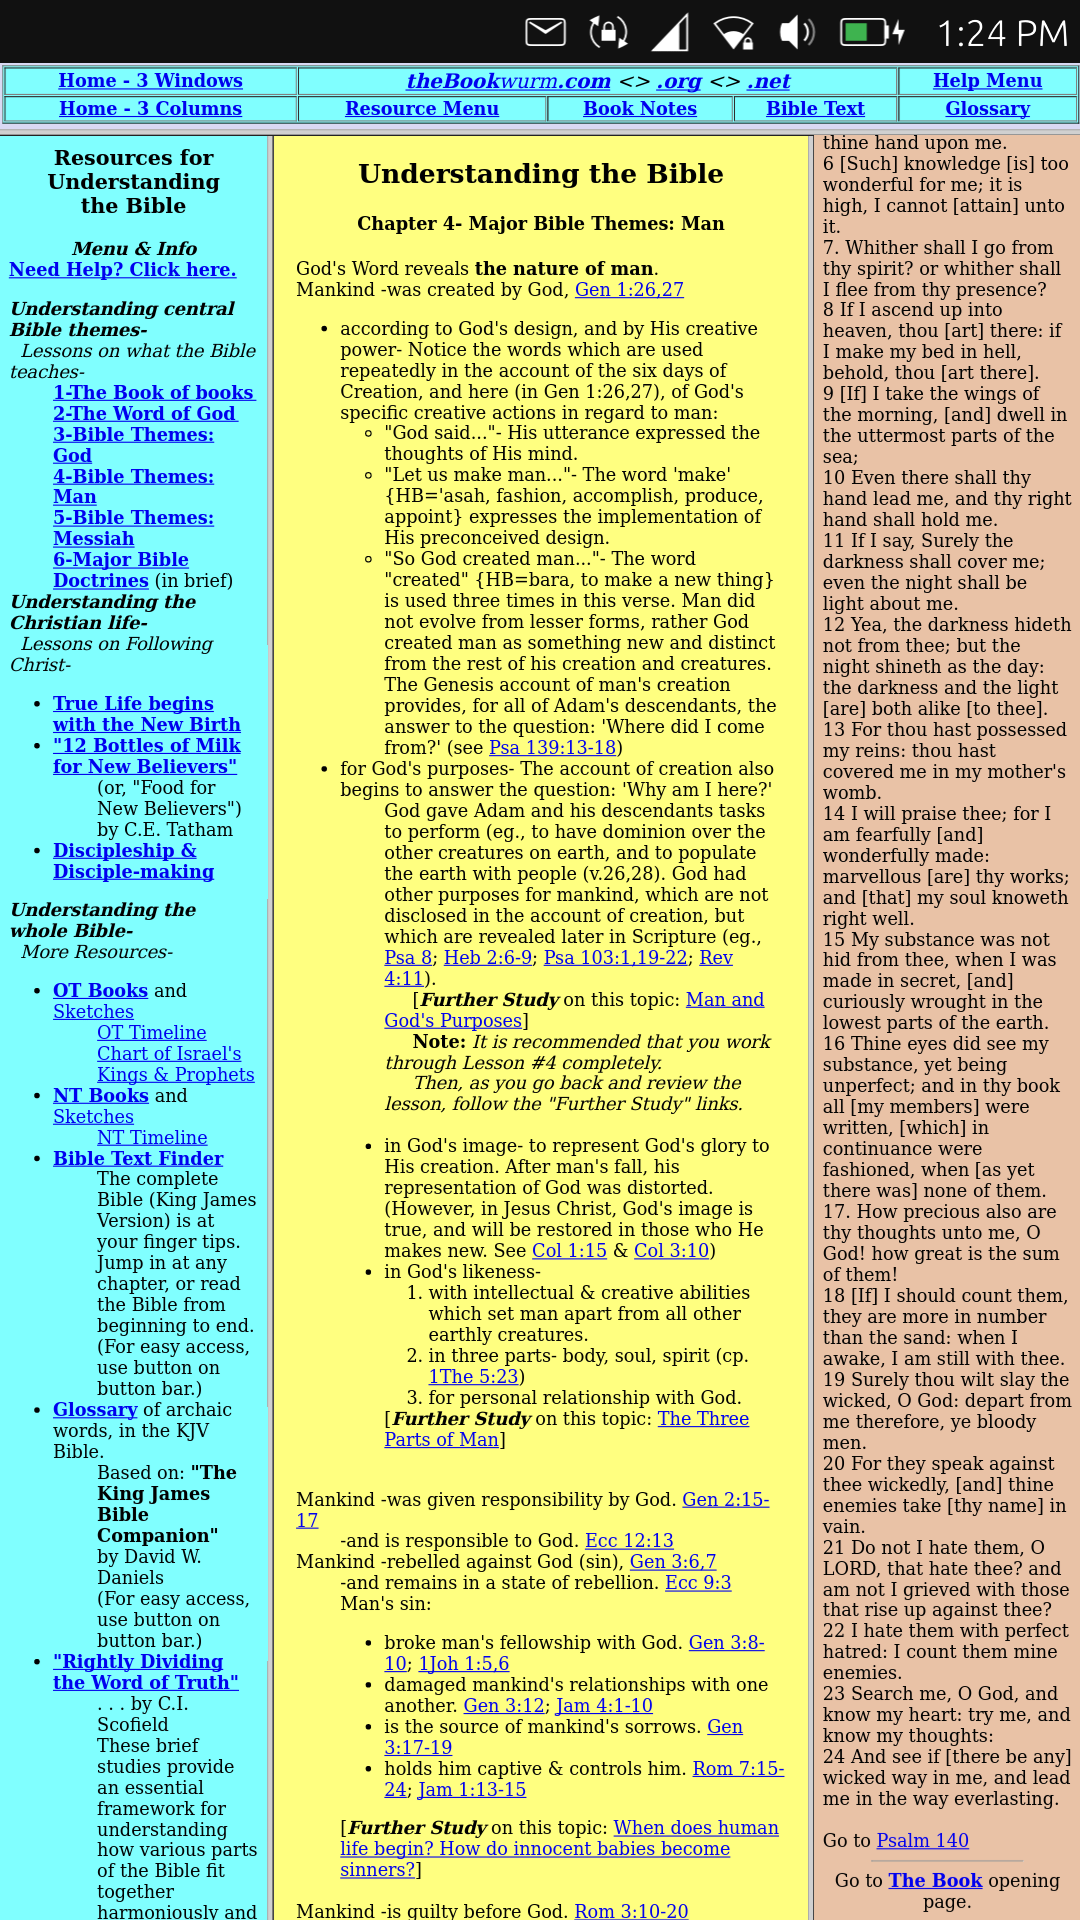 1:24 PM
Home - 3 Windows
theBookwurm.com <> .org <> .net
Help Menu
Home - 3 Columns
Resource Menu
Book Notes
Bible Text
Glossary
Resources for
Understanding
the Bible
Menu & Info
Need Help? Click here.
Understanding central
Bible themes-
Lessons on what the Bible
teaches-
1-The Book of books
2-The Word of God
3-Bible Themes:
God
4-Bible Themes:
Man
5-Bible Themes:
Messiah
6-Major Bible
Doctrines (in brief)
Understanding the
Christian life-
Lessons on Following
Christ-
• True Life begins
with the New Birth
• "12 Bottles of Milk
for New Believers"
(or, "Food for
New Believers")
by C.E. Tatham
• Discipleship &
Disciple-making
Understanding the
whole Bible-
More Resources-
• OT Books and
Sketches
OT Timeline
Chart of Israel's
Kings & Prophets
• NT Books and
Sketches
NT Timeline
• Bible Text Finder
The complete
Bible (King James
Version) is at
your finger tips.
Jump in at any
chapter, or read
the Bible from
beginning to end.
(For easy access,
use button on
button bar.)
• Glossary of archaic
words, in the KJV
Bible.
Based on: "The
King James
Bible
Companion"
by David W.
Daniels
(For easy access,
use button on
button bar.)
• "Rightly Dividing
the Word of Truth"
. . . by C.I.
Scofield
These brief
studies provide
an essential
framework for
understanding
how various parts
of the Bible fit
together
harmoniously and
Understanding the Bible
Chapter 4- Major Bible Themes: Man
God's Word reveals the nature of man.
Mankind -was created by God, Gen 1:26,27
• according to God's design, and by His creative
power- Notice the words which are used
repeatedly in the account of the six days of
Creation, and here (in Gen 1:26,27), of God's
specific creative actions in regard to man:
◦ "God said..."- His utterance expressed the
thoughts of His mind.
◦ "Let us make man..."- The word 'make'
{HB='asah, fashion, accomplish, produce,
appoint} expresses the implementation of
His preconceived design.
◦ "So God created man..."- The word
"created" {HB=bara, to make a new thing}
is used three times in this verse. Man did
not evolve from lesser forms, rather God
created man as something new and distinct
from the rest of his creation and creatures.
The Genesis account of man's creation
provides, for all of Adam's descendants, the
answer to the question: 'Where did I come
from?' (see Psa 139:13-18)
• for God's purposes- The account of creation also
begins to answer the question: 'Why am I here?'
God gave Adam and his descendants tasks
to perform (eg., to have dominion over the
other creatures on earth, and to populate
the earth with people (v.26,28). God had
other purposes for mankind, which are not
disclosed in the account of creation, but
which are revealed later in Scripture (eg.,
Psa 8; Heb 2:6-9; Psa 103:1,19-22; Rev
4:11).
[Further Study on this topic: Man and
God's Purposes]
Note: It is recommended that you work
through Lesson #4 completely.
Then, as you go back and review the
lesson, follow the "Further Study" links.
• in God's image- to represent God's glory to
His creation. After man's fall, his
representation of God was distorted.
(However, in Jesus Christ, God's image is
true, and will be restored in those who He
makes new. See Col 1:15 & Col 3:10)
• in God's likeness-
1. with intellectual & creative abilities
which set man apart from all other
earthly creatures.
2. in three parts- body, soul, spirit (cp.
1The 5:23)
3. for personal relationship with God.
[Further Study on this topic: The Three
Parts of Man]
Mankind -was given responsibility by God. Gen 2:15-
17
-and is responsible to God. Ecc 12:13
Mankind -rebelled against God (sin), Gen 3:6,7
-and remains in a state of rebellion. Ecc 9:3
Man's sin:
• broke man's fellowship with God. Gen 3:8-
10; 1Joh 1:5,6
• damaged mankind's relationships with one
another. Gen 3:12; Jam 4:1-10
• is the source of mankind's sorrows. Gen
3:17-19
• holds him captive & controls him. Rom 7:15-
24; Jam 1:13-15
[Further Study on this topic: When does human
life begin? How do innocent babies become
sinners?]
Mankind -is guilty before God. Rom 3:10-20
thine hand upon me.
6 [Such] knowledge [is] too
wonderful for me; it is
high, I cannot [attain] unto
it.
7. Whither shall I go from
thy spirit? or whither shall
I flee from thy presence?
8 If I ascend up into
heaven, thou [art] there: if
I make my bed in hell,
behold, thou [art there].
9 [If] I take the wings of
the morning, [and] dwell in
the uttermost parts of the
sea;
10 Even there shall thy
hand lead me, and thy right
hand shall hold me.
11 If I say, Surely the
darkness shall cover me;
even the night shall be
light about me.
12 Yea, the darkness hideth
not from thee; but the
night shineth as the day:
the darkness and the light
[are] both alike [to thee].
13 For thou hast possessed
my reins: thou hast
covered me in my mother's
womb.
14 I will praise thee; for I
am fearfully [and]
wonderfully made:
marvellous [are] thy works;
and [that] my soul knoweth
right well.
15 My substance was not
hid from thee, when I was
made in secret, [and]
curiously wrought in the
lowest parts of the earth.
16 Thine eyes did see my
substance, yet being
unperfect; and in thy book
all [my members] were
written, [which] in
continuance were
fashioned, when [as yet
there was] none of them.
17. How precious also are
thy thoughts unto me, O
God! how great is the sum
of them!
18 [If] I should count them,
they are more in number
than the sand: when I
awake, I am still with thee.
19 Surely thou wilt slay the
wicked, O God: depart from
me therefore, ye bloody
men.
20 For they speak against
thee wickedly, [and] thine
enemies take [thy name] in
vain.
21 Do not I hate them, O
LORD, that hate thee? and
am not I grieved with those
that rise up against thee?
22 I hate them with perfect
hatred: I count them mine
enemies.
23 Search me, O God, and
know my heart: try me, and
know my thoughts:
24 And see if [there be any]
wicked way in me, and lead
me in the way everlasting.
Go to Psalm 140
Go to The Book opening
page.